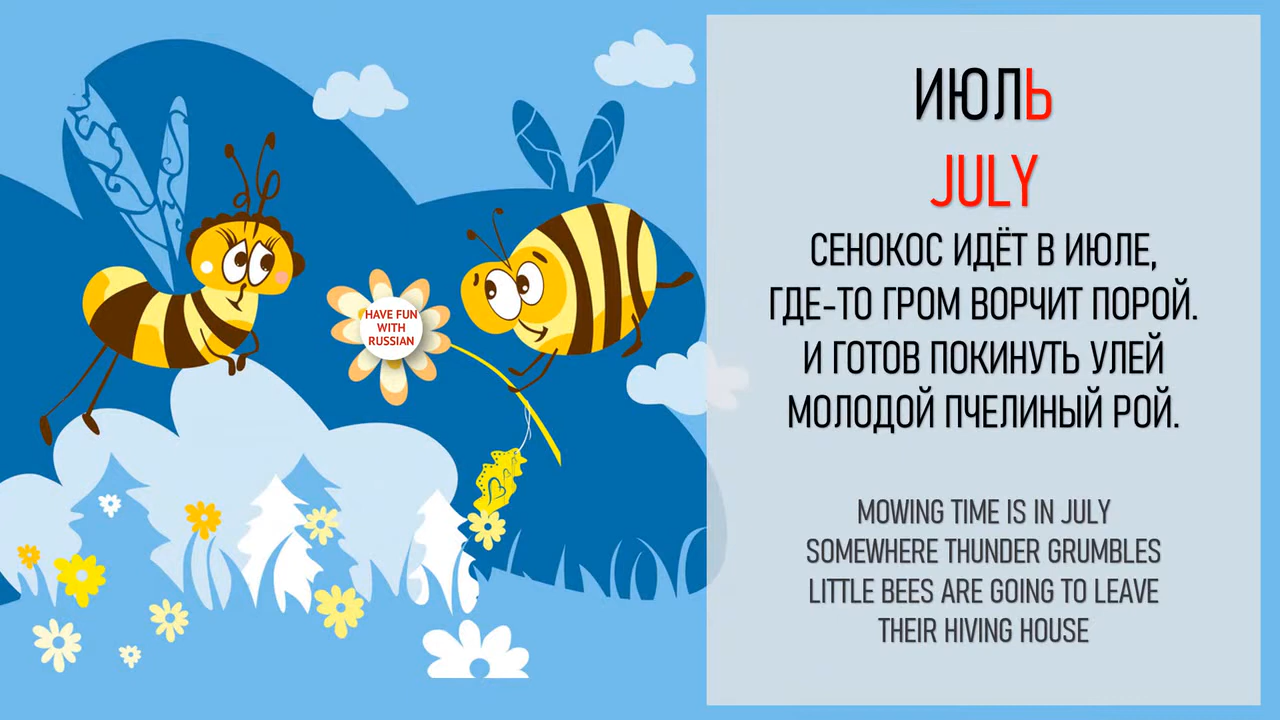 HAVE FUN
WITH
RUSSIAN
ИЮЛЬ
JULY
СЕНОКОС ИДЁТ В ИЮЛЕ,
ГДЕ-ТО ГРОМ ВОРЧИТ ПОРОЙ.
И ГОТОВ ПОКИНУТЬ УЛЕЙ
МОЛОДОЙ ПЧЕЛИНЫЙ РОЙ.
MOWING TIME IS IN JULY
SOMEWHERE THUNDER GRUMBLES
LITTLE BEES ARE GOING TO LEAVE
THEIR HIVING HOUSE